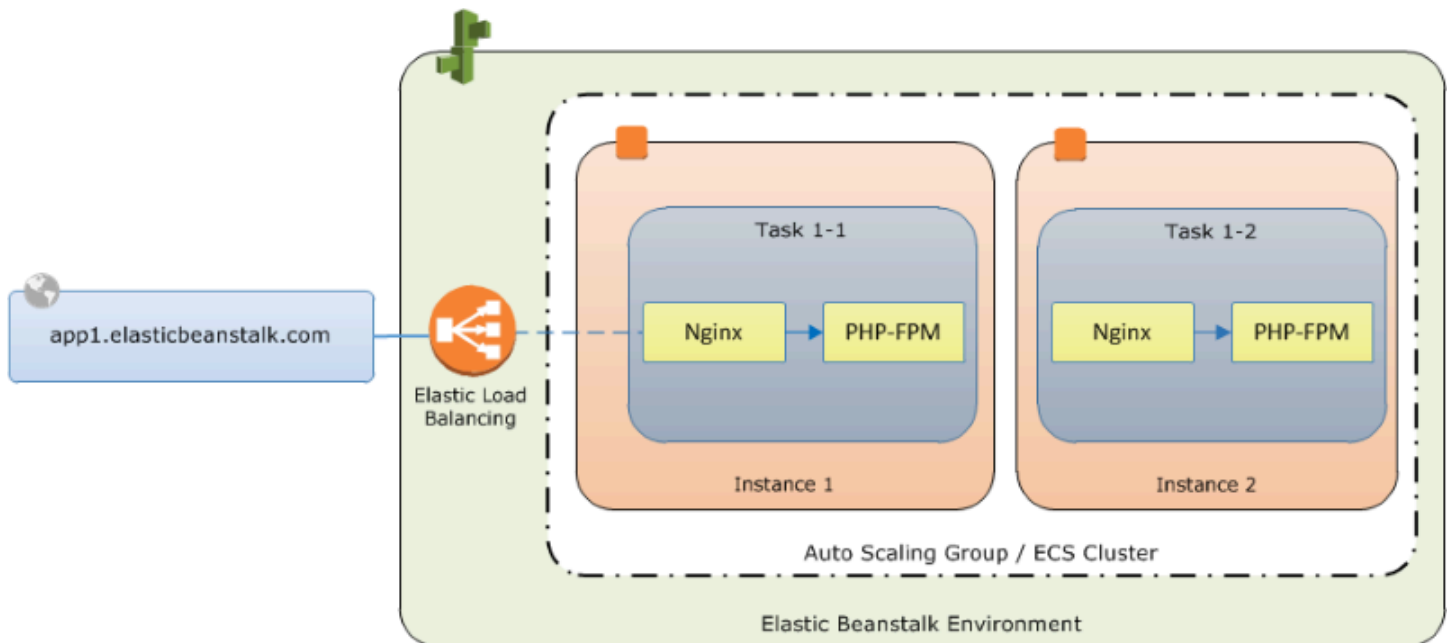 app1.elasticbeanstalk.com
Elastic Load
Balancing
Task 1-1
Nginx
PHP-FPM
Instance 1
Task 1-2
Nginx
PHP-FPM
Instance 2
Auto Scaling Group / ECS Cluster
Elastic Beanstalk Environment